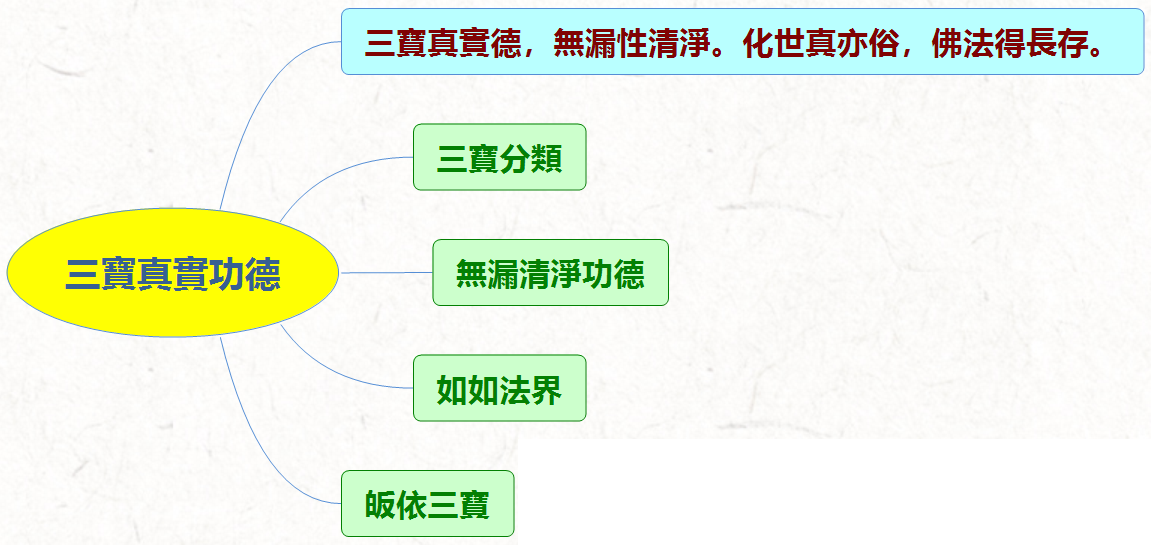 三寶真實德，無漏性清淨。化世真亦俗，佛法得長存。
三寶分類
三寶真實功德
無漏清淨功德
如如法界
皈依三寶